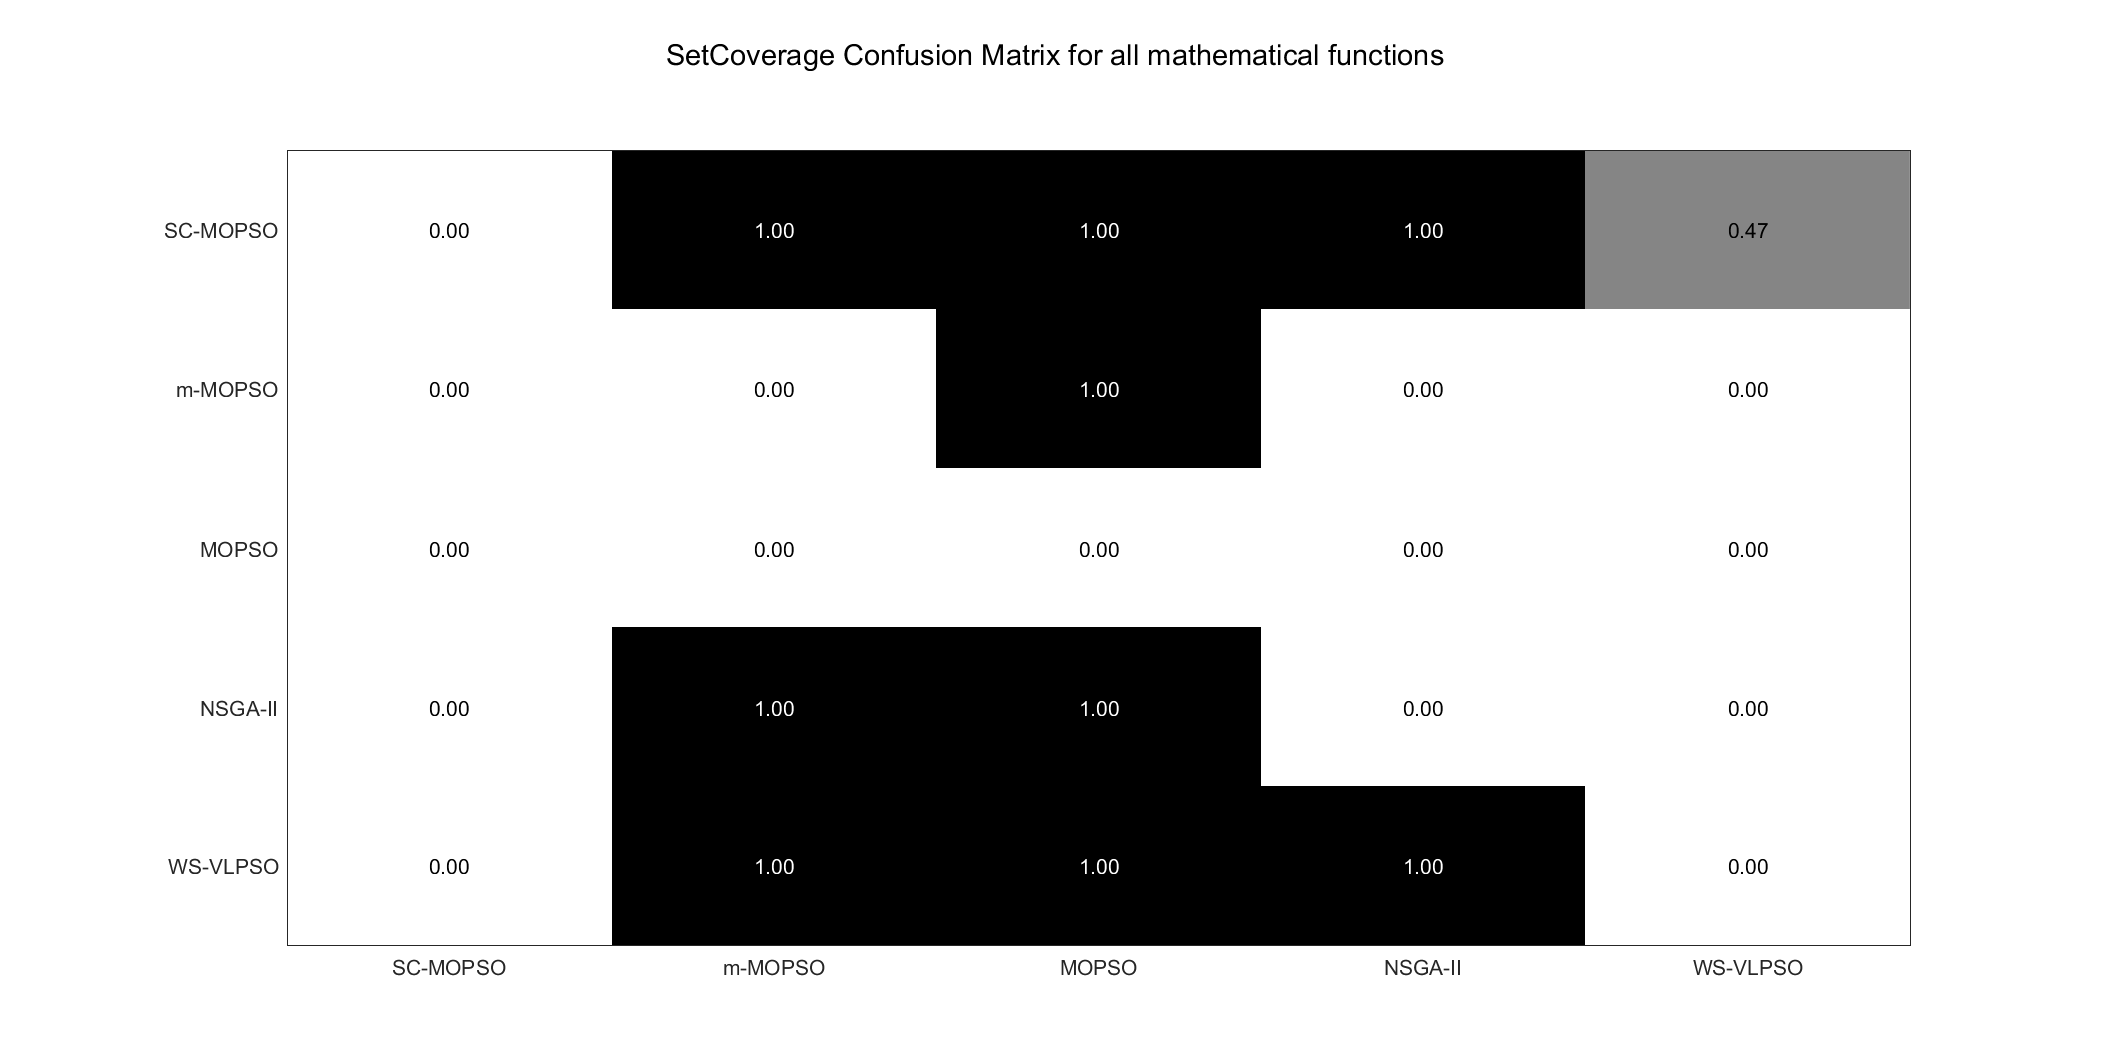 SetCoverage Confusion Matrix for all mathematical functions
SC-MOPSO 0.00 1.00 1.00 1.00 0.47
m-MOPSO 0.00 0.00 1.00 0.00 0.00
MOPSO 0.00 0.00 0.00 0.00 0.00
NSGA-II 0.00 1.00 1.00 0.00 0.00
WS-VLPSO 0.00 1.00 1.00 1.00 0.00
SC-MOPSO m-MOPSO MOPSO NSGA-II WS-VLPSO